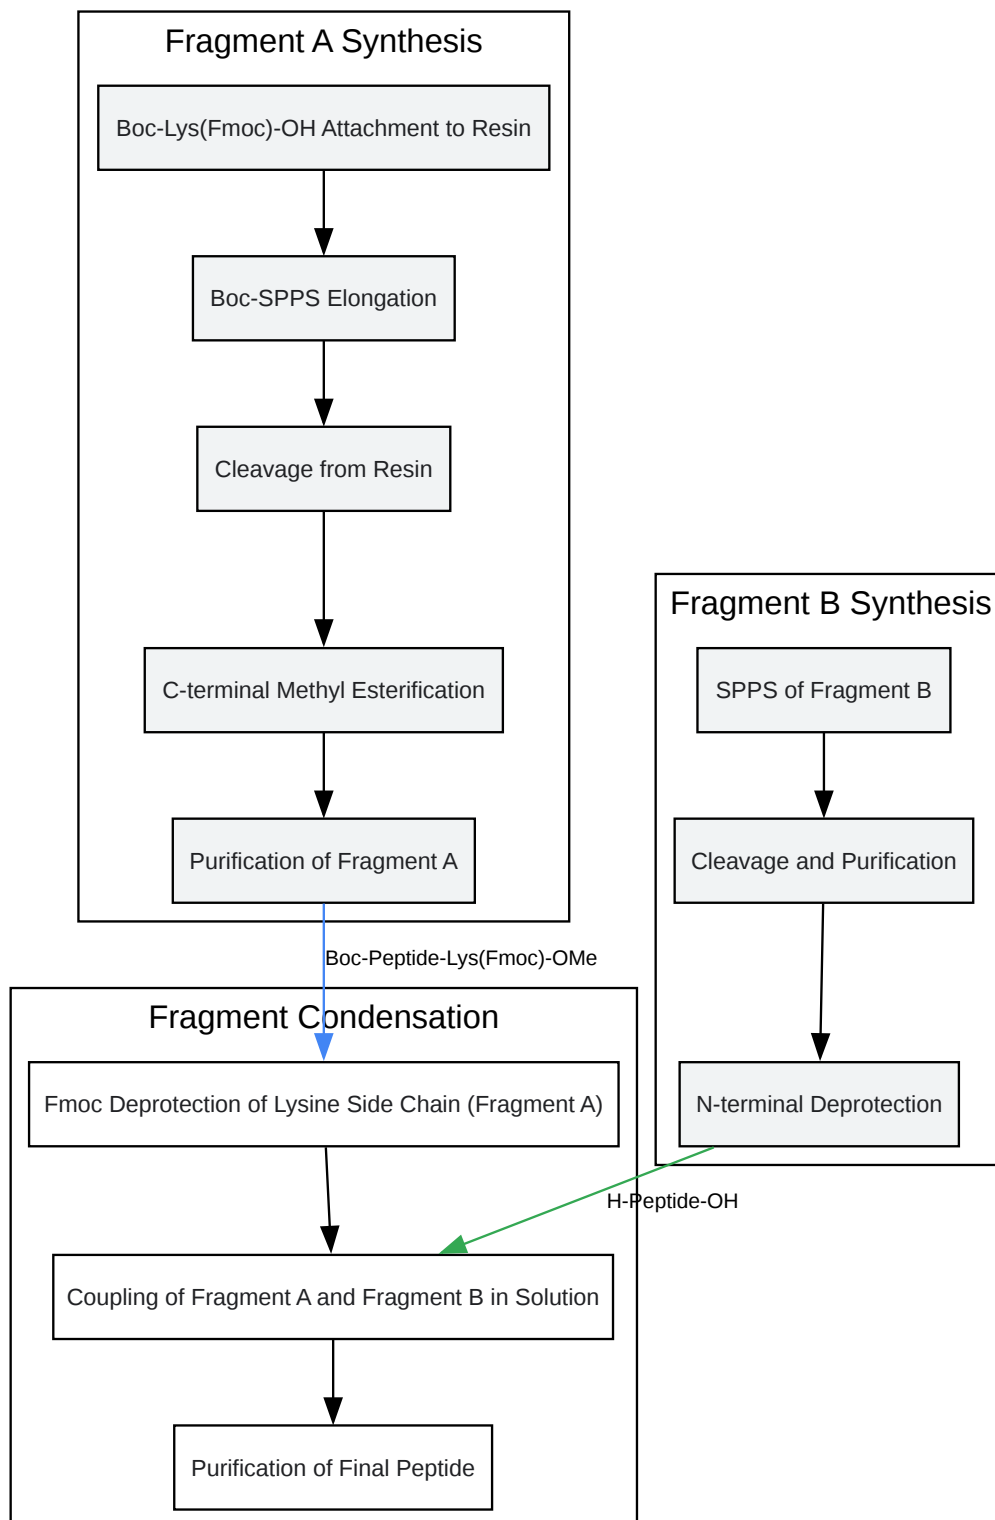 Fragment A Synthesis
Boc-Lys(Fmoc)-OH Attachment to Resin
Boc-SPPS Elongation
Cleavage from Resin
C-terminal Methyl Esterification
Purification of Fragment A
Fragment B Synthesis
SPPS of Fragment B
Cleavage and Purification
N-terminal Deprotection
Boc-Peptide-Lys(Fmoc)-OMe
Fragment Condensation
Fmoc Deprotection of Lysine Side Chain (Fragment A)
H-Peptide-OH
Coupling of Fragment A and Fragment B in Solution
Purification of Final Peptide